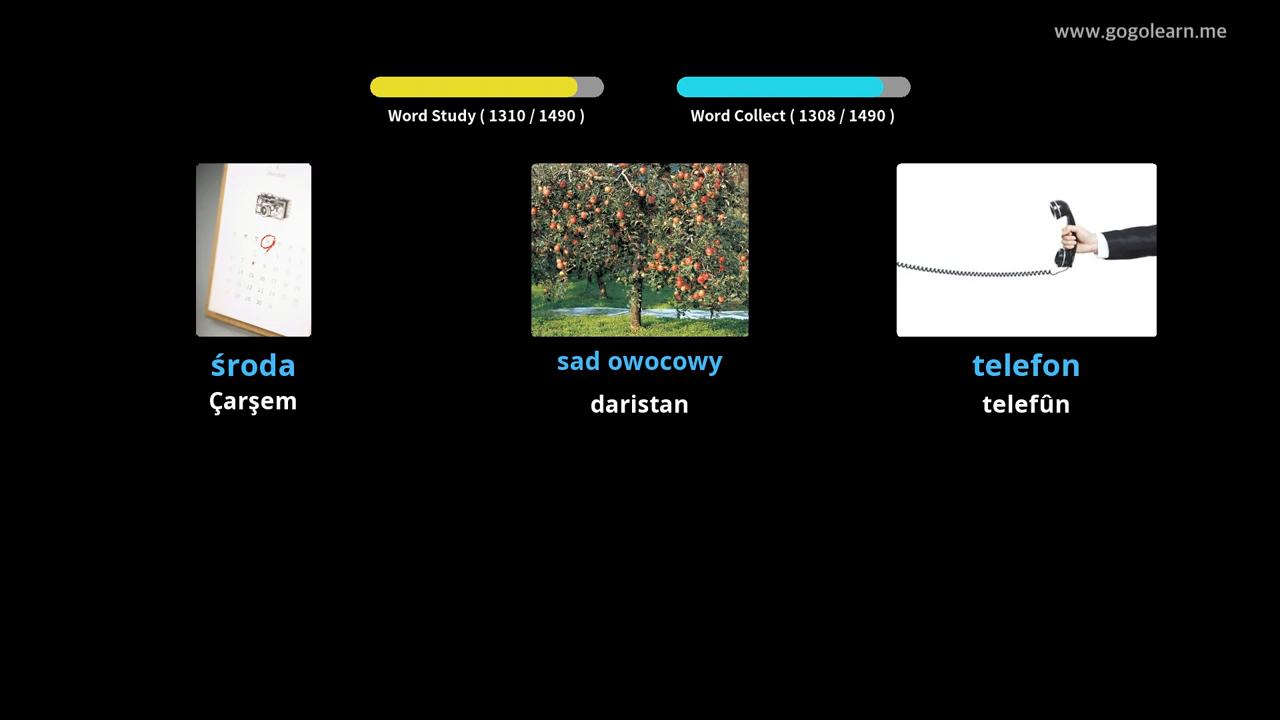 www.gogolearn.me
Word Study ( 1310 / 1490 )
Word Collect ( 1308 / 1490 )
środa
Çarşem
sad owocowy
daristan
telefon
telefûn